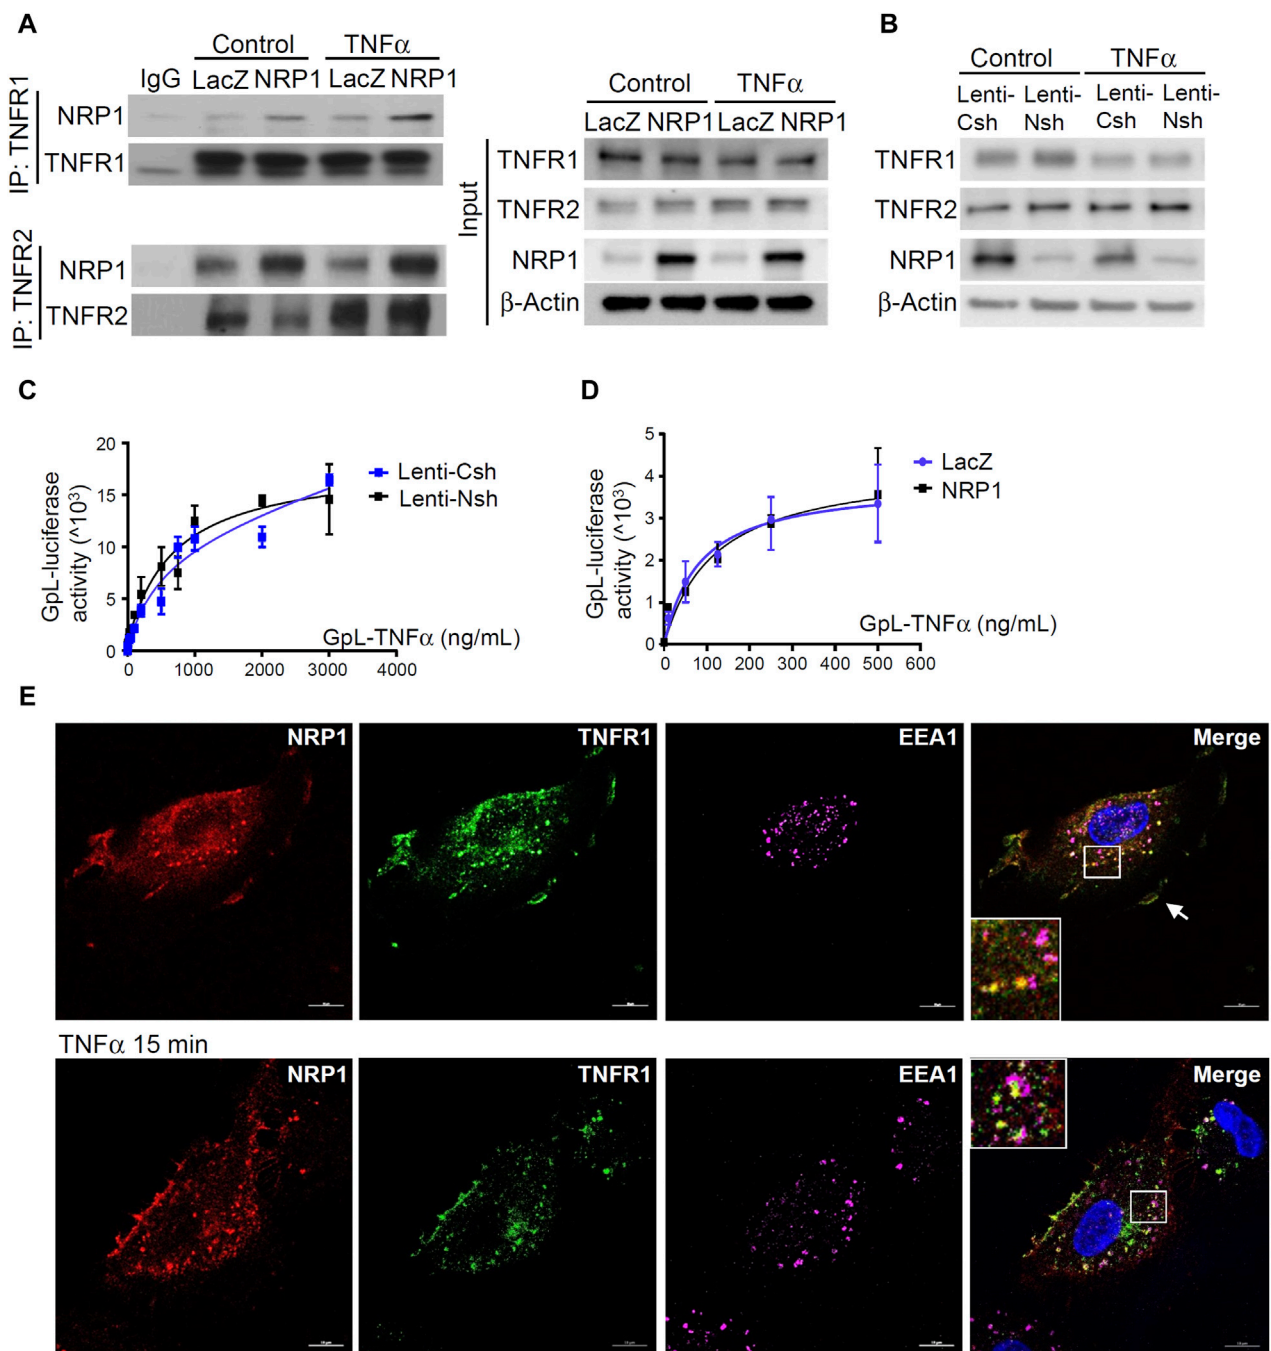 A
Control TNFα
IgG LacZ NRP1 LacZ NRP1
IP: TNFR1
NRP1
TNFR1
IP: TNFR2
NRP1
TNFR2
Control TNFα
LacZ NRP1 LacZ NRP1
Input
TNFR1
TNFR2
NRP1
β-Actin
B
Control TNFα
Lenti- Lenti- Lenti- Lenti-
Csh Nsh Csh Nsh
TNFR1
TNFR2
NRP1
β-Actin
C
GpL-luciferase
activity (^10³)
20
15
10
5
0
Lenti-Csh
Lenti-Nsh
GpL-TNFα (ng/mL)
0 1000 2000 3000 4000
D
GpL-luciferase
activity (^10³)
5
4
3
2
1
0
LacZ
NRP1
GpL-TNFα (ng/mL)
0 100 200 300 400 500 600
E
NRP1 TNFR1 EEA1 Merge
TNFα 15 min
NRP1 TNFR1 EEA1 Merge